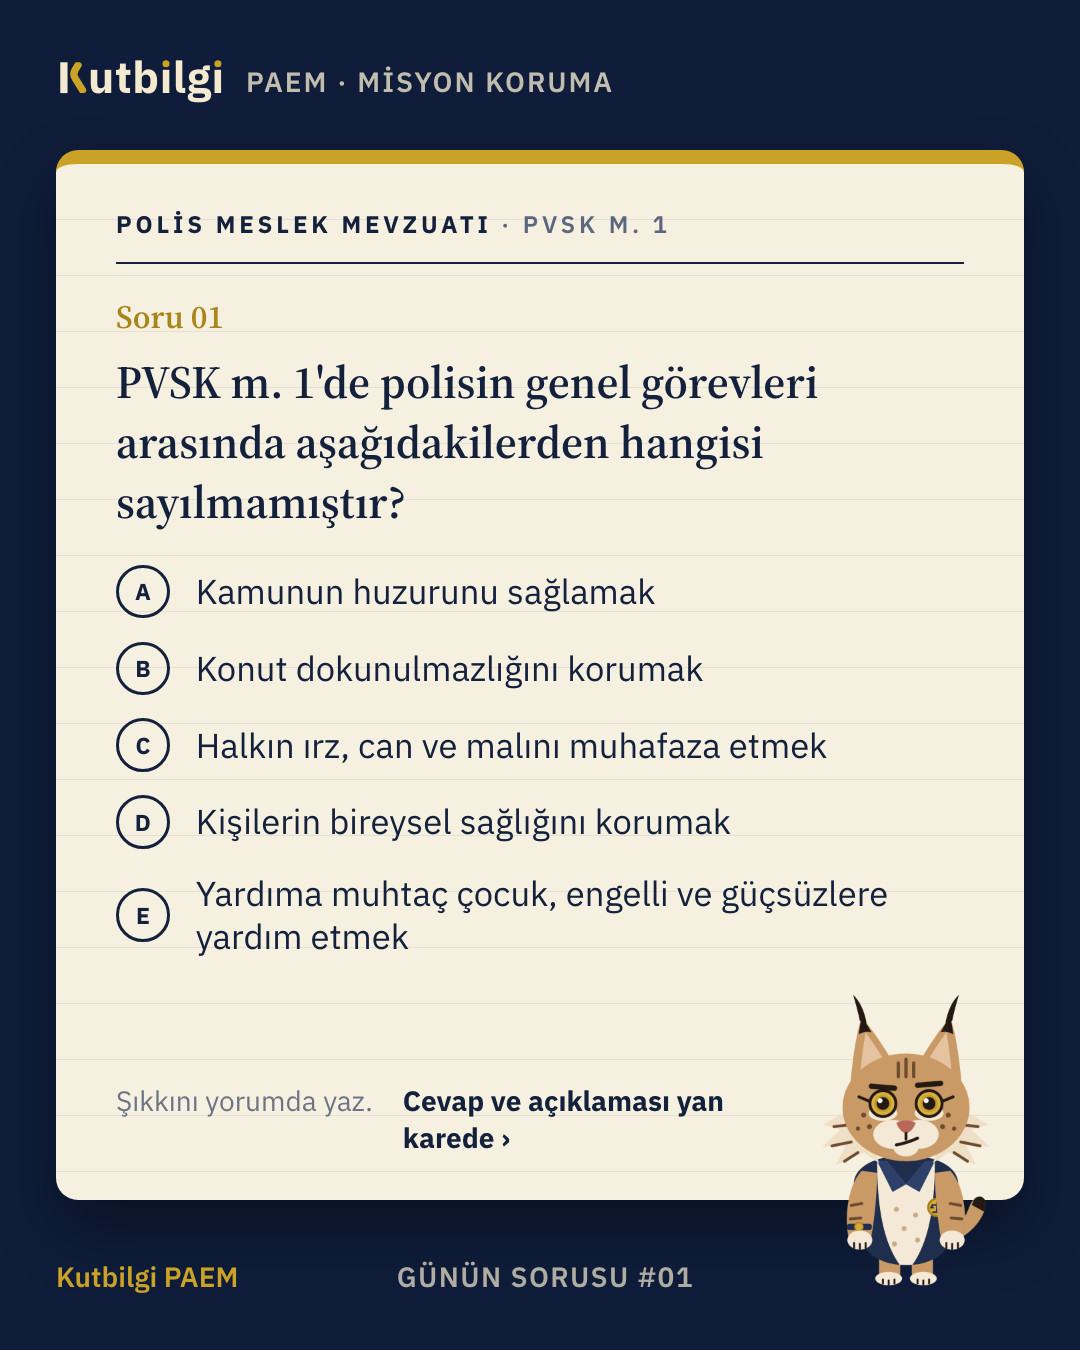 Kutbilgi PAEM · MİSYON KORUMA
POLİS MESLEK MEVZUATI · PVSK M. 1
Soru 01
PVSK m. 1'de polisin genel görevleri
arasında aşağıdakilerden hangisi
sayılmamıştır?
A Kamunun huzurunu sağlamak
B Konut dokunulmazlığını korumak
C Halkın ırz, can ve malını muhafaza etmek
D Kişilerin bireysel sağlığını korumak
E Yardıma muhtaç çocuk, engelli ve güçsüzlere
yardım etmek
Şıkkını yorumda yaz. Cevap ve açıklaması yan
karede ›
Kutbilgi PAEM GÜNÜN SORUSU #01